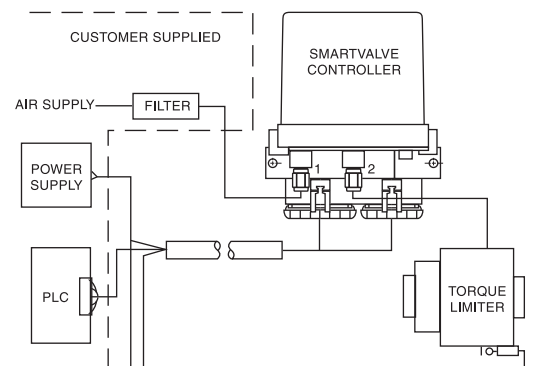 CUSTOMER SUPPLIED
SMARTVALVE
CONTROLLER
AIR SUPPLY
FILTER
1
2
POWER
SUPPLY
PLC
TORQUE
LIMITER